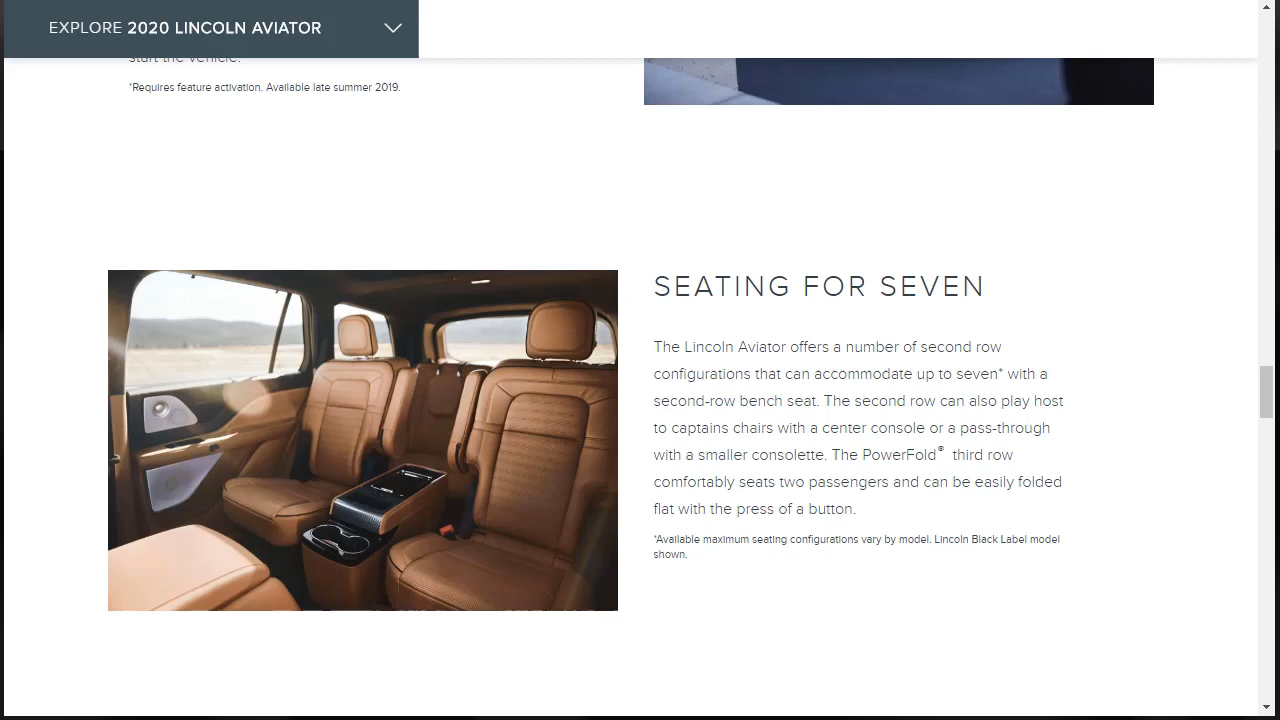 EXPLORE 2020 LINCOLN AVIATOR
start the vehicle.
*Requires feature activation. Available late summer 2019.
SEATING FOR SEVEN
The Lincoln Aviator offers a number of second row
configurations that can accommodate up to seven* with a
second-row bench seat. The second row can also play host
to captains chairs with a center console or a pass-through
with a smaller consolette. The PowerFold® third row
comfortably seats two passengers and can be easily folded
flat with the press of a button.
*Available maximum seating configurations vary by model. Lincoln Black Label model
shown.